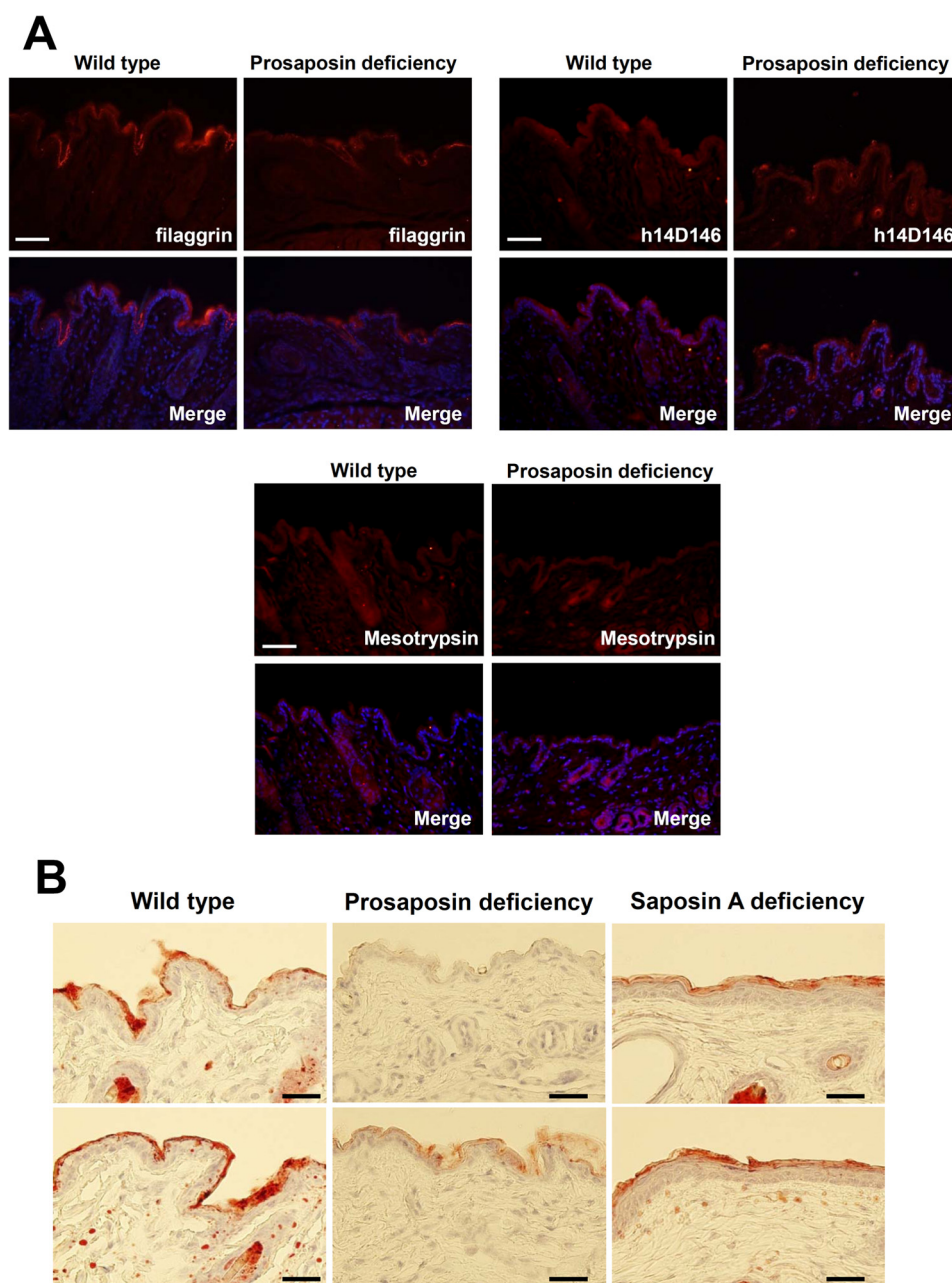 A
Wild type Prosaposin deficiency Wild type Prosaposin deficiency
filaggrin filaggrin h14D146 h14D146
Merge Merge Merge Merge
Wild type Prosaposin deficiency
Mesotrypsin Mesotrypsin
Merge Merge
B
Wild type Prosaposin deficiency Saposin A deficiency